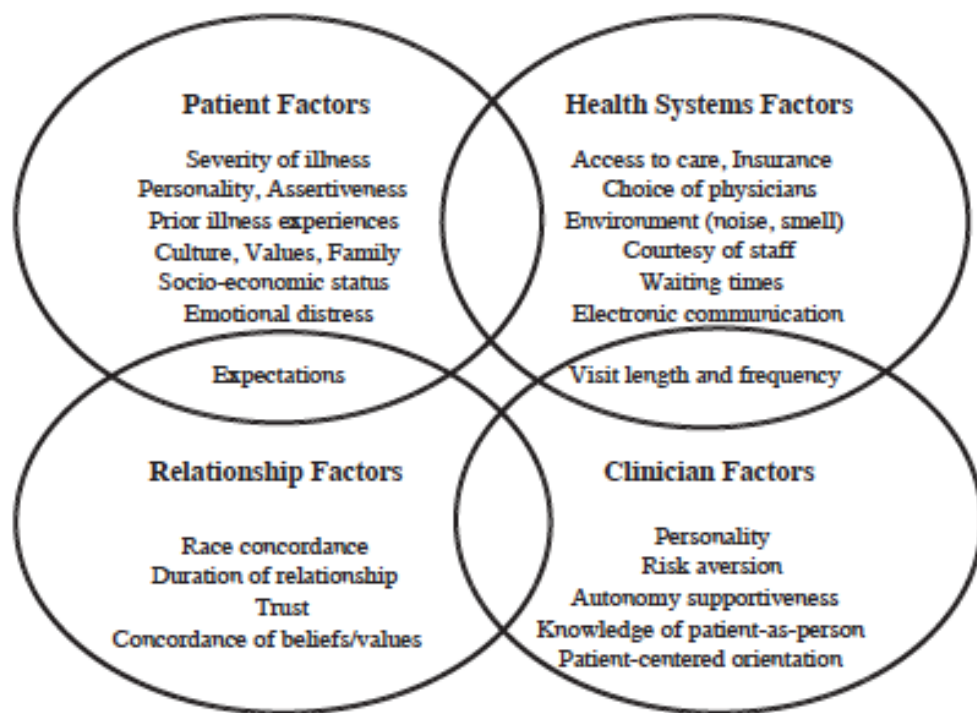 Patient Factors
Severity of illness
Personality, Assertiveness
Prior illness experiences
Culture, Values, Family
Socio-economic status
Emotional distress
Expectations
Health Systems Factors
Access to care, Insurance
Choice of physicians
Environment (noise, smell)
Courtesy of staff
Waiting times
Electronic communication
Visit length and frequency
Relationship Factors
Race concordance
Duration of relationship
Trust
Concordance of beliefs/values
Clinician Factors
Personality
Risk aversion
Autonomy supportiveness
Knowledge of patient-as-person
Patient-centered orientation